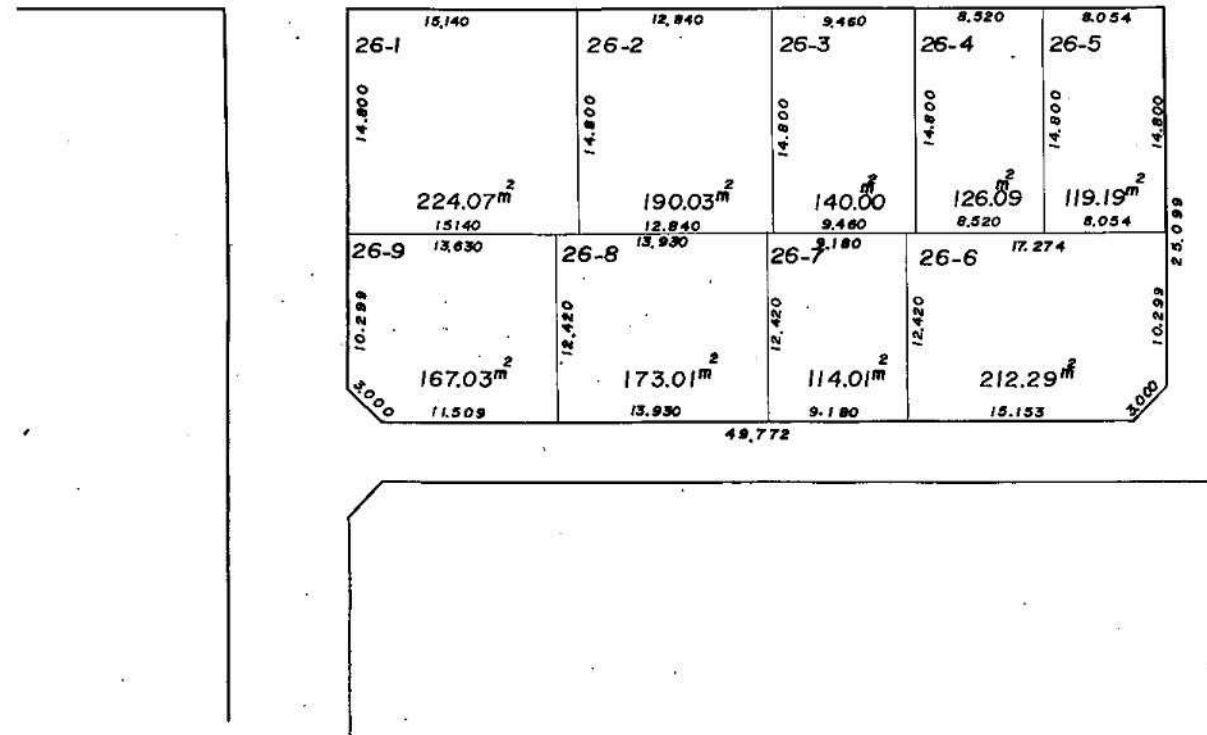 15,140 12,840 9,460 8,520 8.054
26-1 26-2 26-3 26-4 26-5
14.800 14.800 14.800 14.800 14.800 14.800
224.07m² 190.03m² 140.00m² 126.09m² 119.19m²
15140 12.840 9.460 8,520 8,054
25,099
13,630 13,930 9,180 17.274
26-9 26-8 26-7 26-6
10.299 12,420 12,420 12,420 10.299
167.03m² 173.01m² 114.01m² 212.29m²
3.000 11,509 13,930 9.180 15.153 3,000
49,772